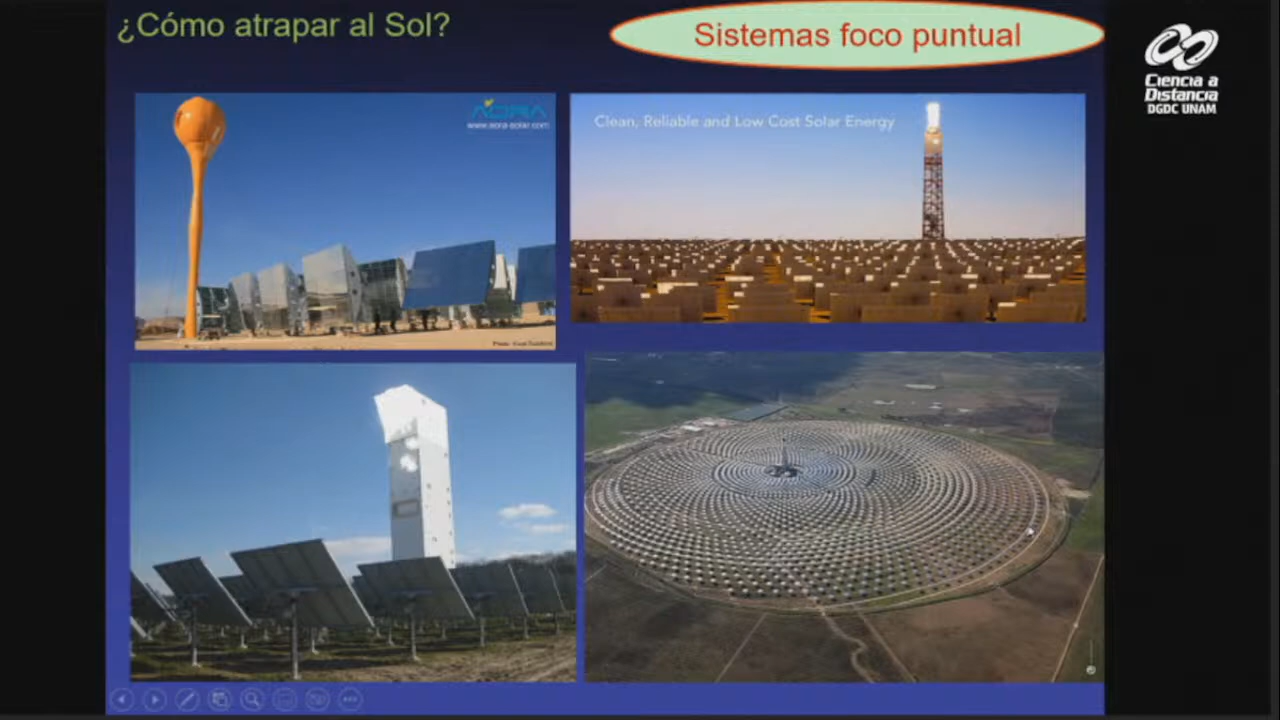 ¿Cómo atrapar al Sol?
Sistemas foco puntual
Ciencia a
Distancia
DGDC UNAM
AORA
www.aora-solar.com
Clean, Reliable and Low Cost Solar Energy